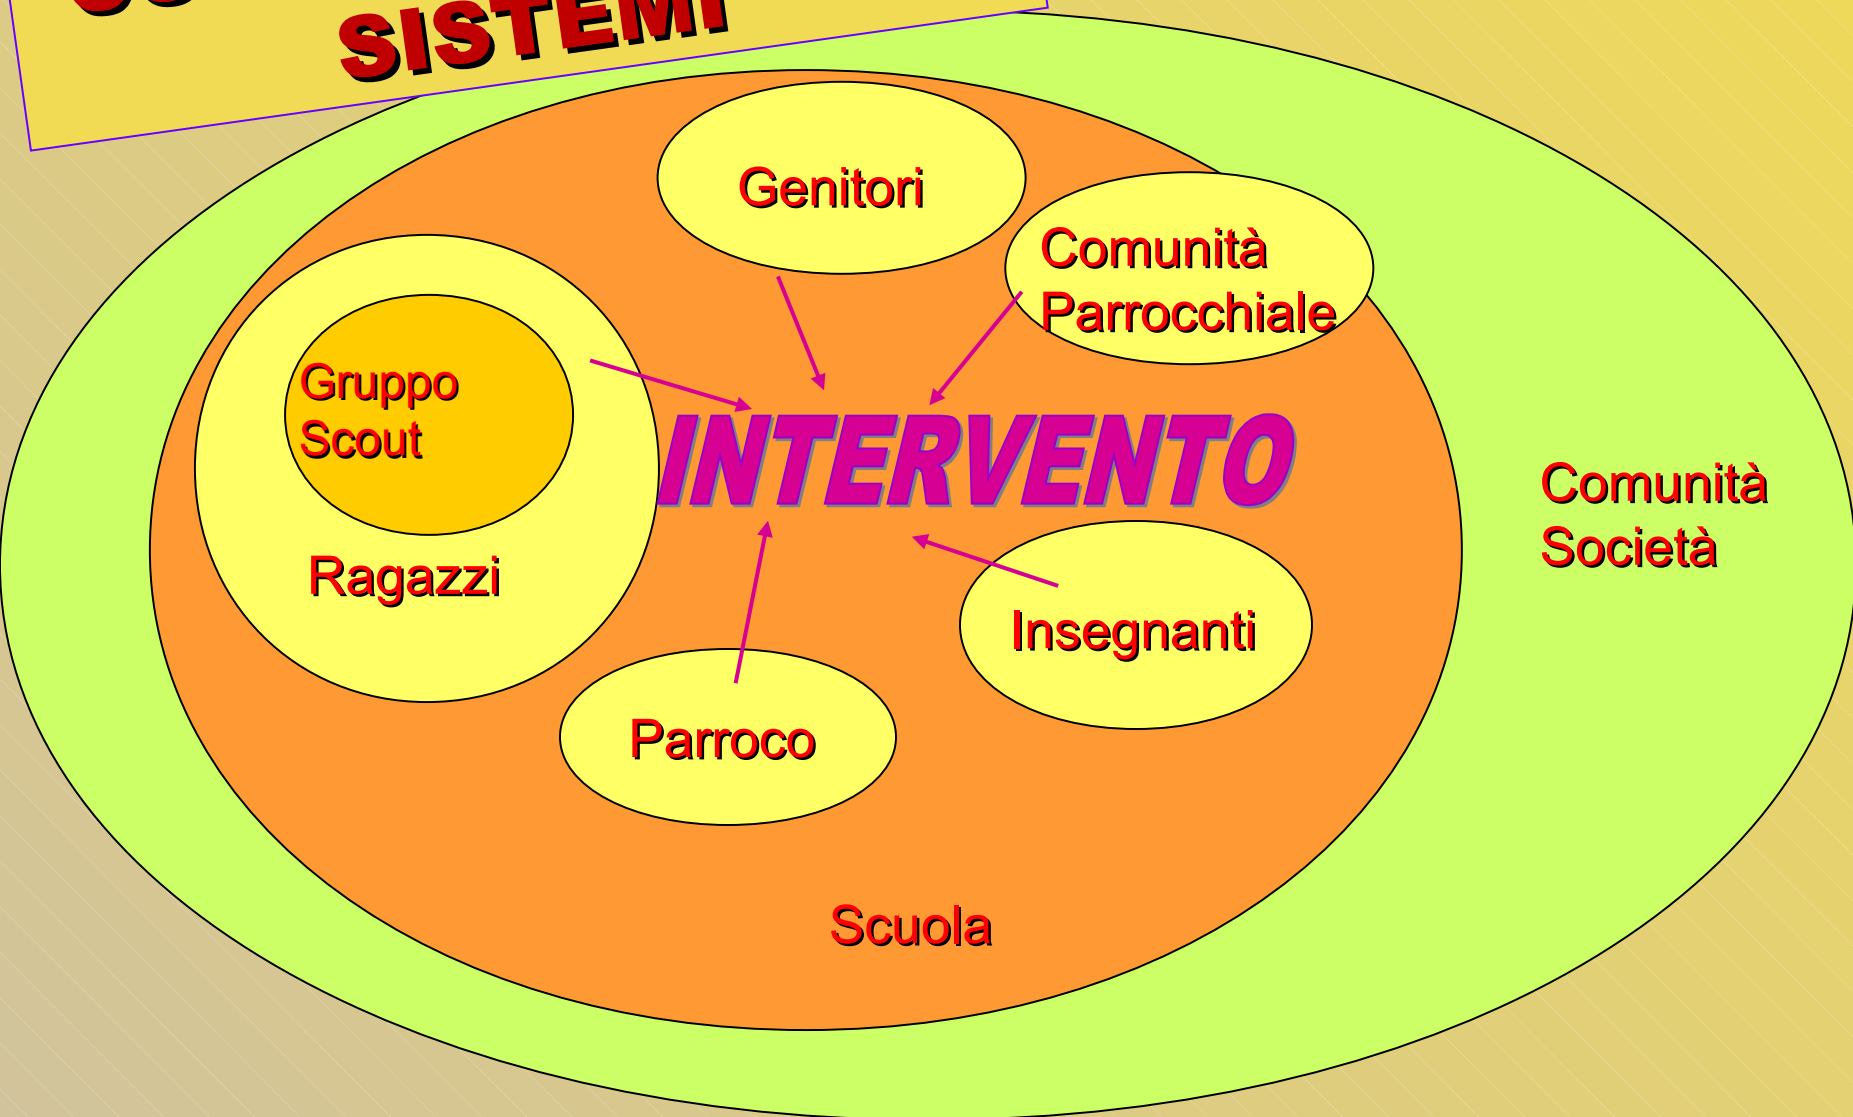 SISTEMI
Genitori
Comunità
Parrocchiale
Gruppo
Scout
INTERVENTO
Comunità
Società
Ragazzi
Insegnanti
Parroco
Scuola